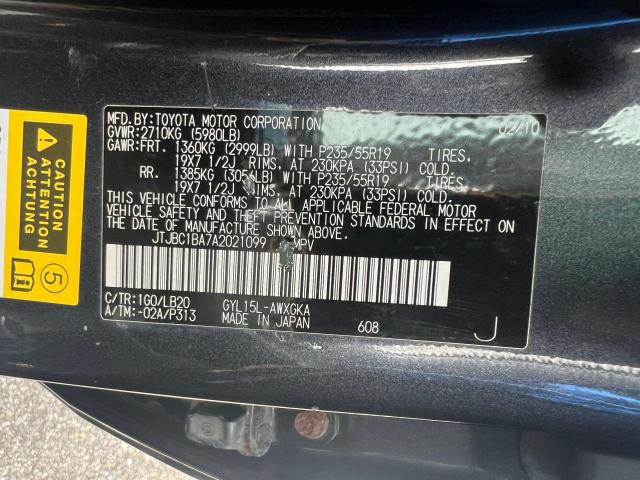 MFD. BY: TOYOTA MOTOR CORPORATION 02/10
GVWR: 2710KG (5980LB)
GAWR: FRT. 1360KG (2999LB) WITH P235/55R19 TIRES,
19X7 1/2J RIMS, AT 230KPA (33PSI) COLD.
RR. 1385KG (3054LB) WITH P235/55R19 TIRES,
19X7 1/2J RIMS, AT 230KPA (33PSI) COLD.
THIS VEHICLE CONFORMS TO ALL APPLICABLE FEDERAL MOTOR
VEHICLE SAFETY AND THEFT PREVENTION STANDARDS IN EFFECT ON
THE DATE OF MANUFACTURE SHOWN ABOVE.
JTJBC1BA7A2021099 MPV
C/TR: 1G0/LB20 GYL15L-AWXGKA
A/TM: -02A/P313 MADE IN JAPAN 608 J
CAUTION
ATTENTION
ACHTUNG
5